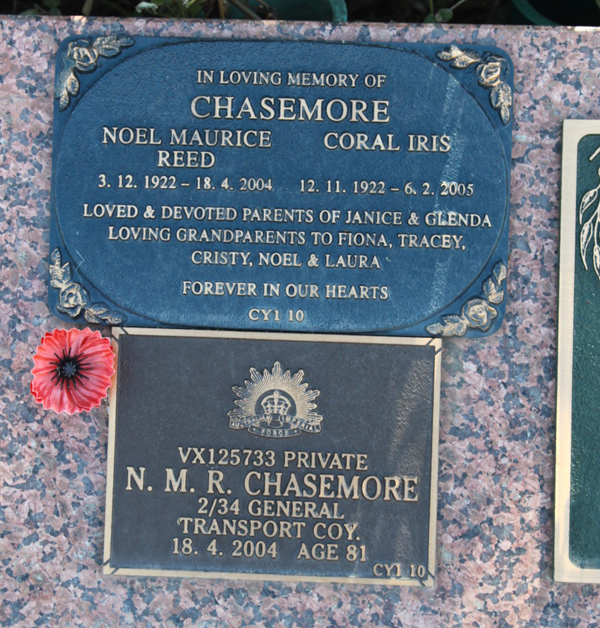 IN LOVING MEMORY OF
CHASEMORE
NOEL MAURICE REED
CORAL IRIS
3. 12. 1922 – 18. 4. 2004
12. 11. 1922 – 6. 2. 2005
LOVED & DEVOTED PARENTS OF JANICE & GLENDA
LOVING GRANDPARENTS TO FIONA, TRACEY,
CRISTY, NOEL & LAURA
FOREVER IN OUR HEARTS
CY1 10
AUSTRALIAN IMPERIAL
FORCE
VX125733 PRIVATE
N. M. R. CHASEMORE
2/34 GENERAL
TRANSPORT COY.
18. 4. 2004 AGE 81
CY1 10